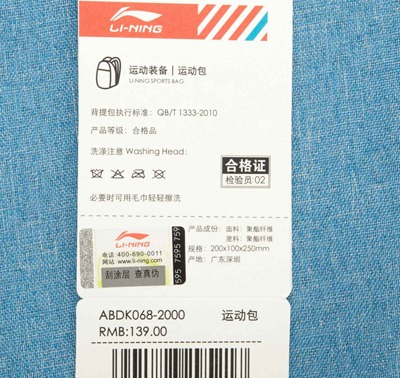 LI-NING
运动装备 | 运动包
LI-NING SPORTS BAG
背提包执行标准: QB/T 1333-2010
产品等级: 合格品
洗涤注意 Washing Head:
合格证
检验员:02
必要时可用毛巾轻轻擦洗
LI-NING
电话 400-690-0011
网站 www.li-ning.com
刮涂层 查真伪
595 7595 759
产品成份: 面料: 聚酯纤维
里料: 聚酯纤维
规格: 200x100x250mm
产地: 广东深圳
ABDK068-2000 运动包
RMB:139.00